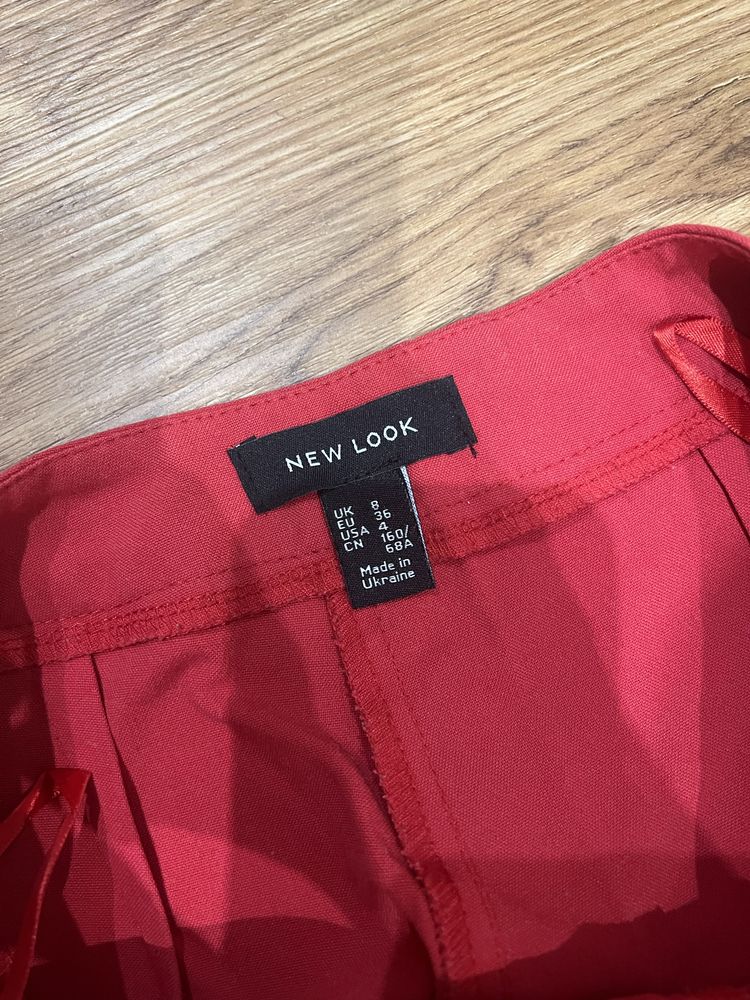 NEW LOOK
UK 8
EU 36
USA 4
CN 160/
68A
Made in
Ukraine